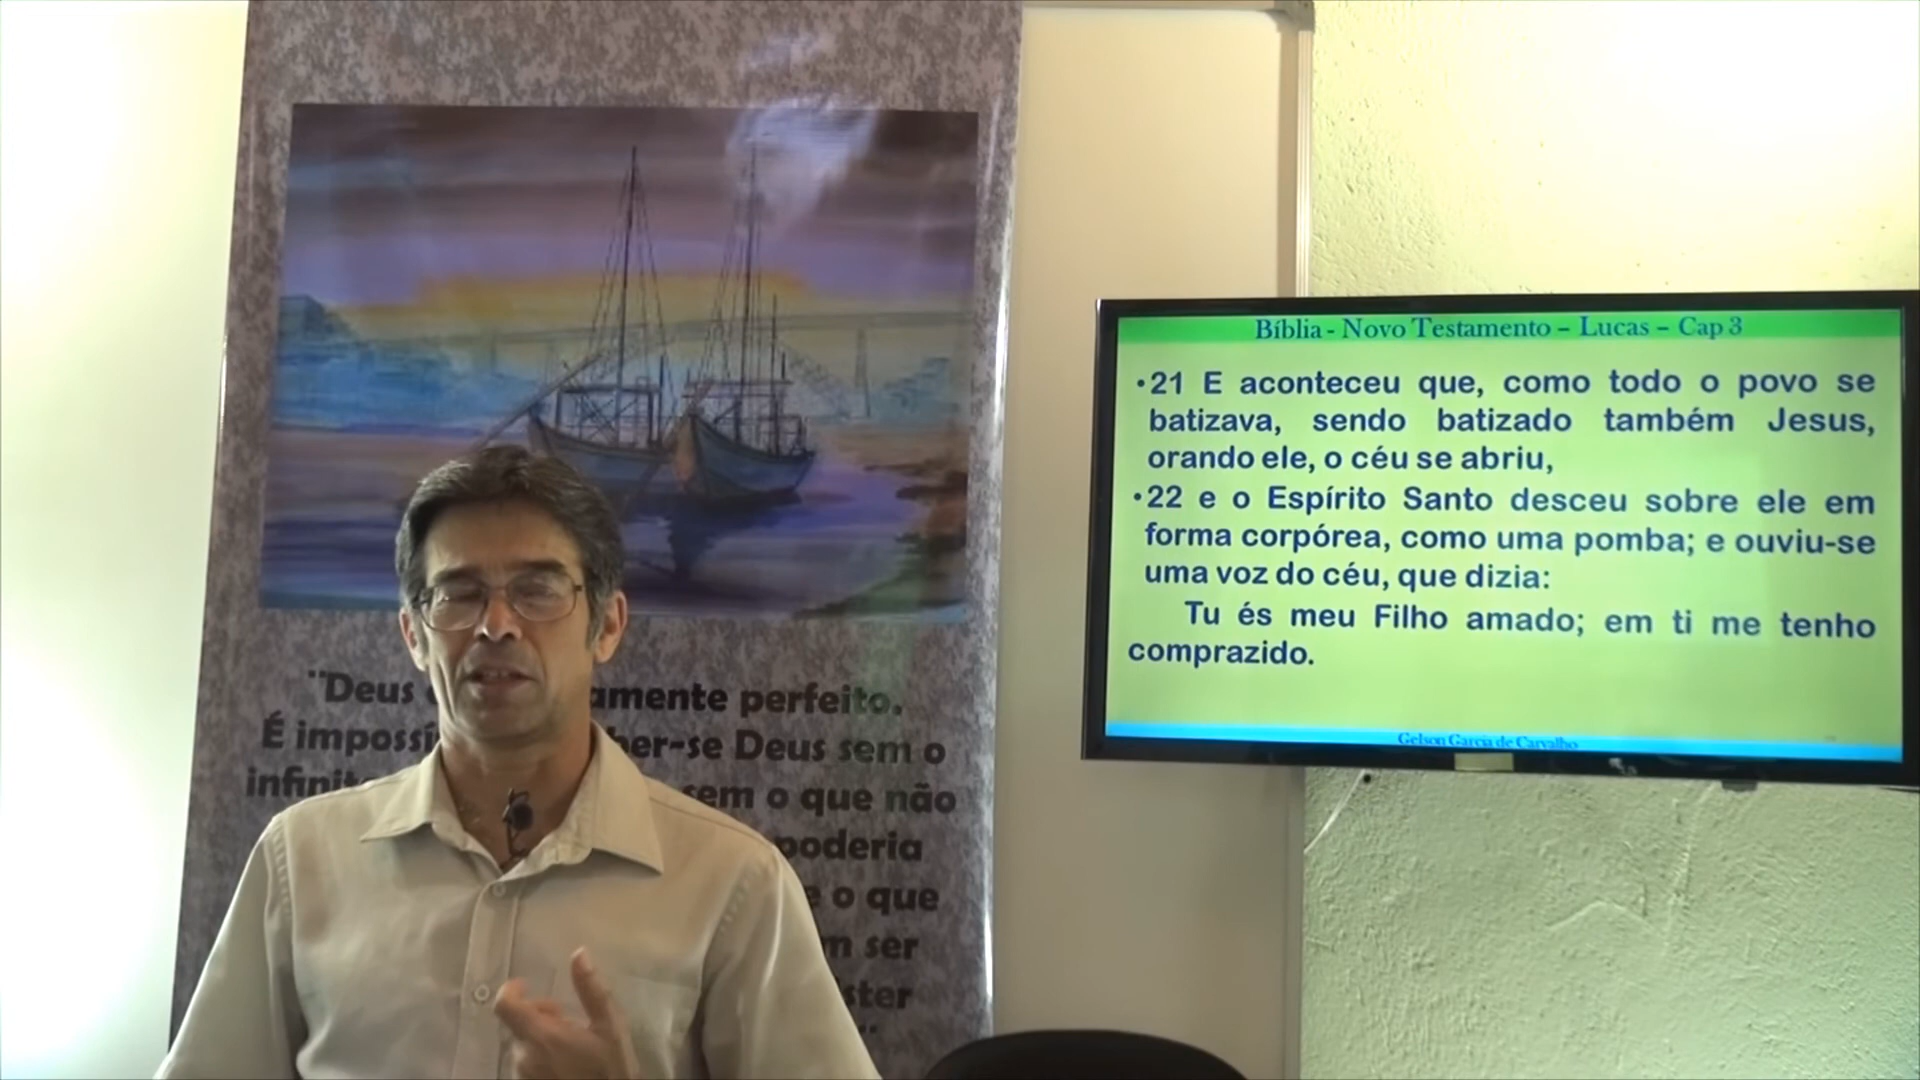 ¨Deus amente perfeito.
É ber-se Deus sem o
sem o que não
poderia
o que
ser
Bíblia - Novo Testamento – Lucas – Cap 3
•21 E aconteceu que, como todo o povo se
batizava, sendo batizado também Jesus,
orando ele, o céu se abriu,
•22 e o Espírito Santo desceu sobre ele em
forma corpórea, como uma pomba; e ouviu-se
uma voz do céu, que dizia:
Tu és meu Filho amado; em ti me tenho
comprazido.
Gelson Garcia de Carvalho